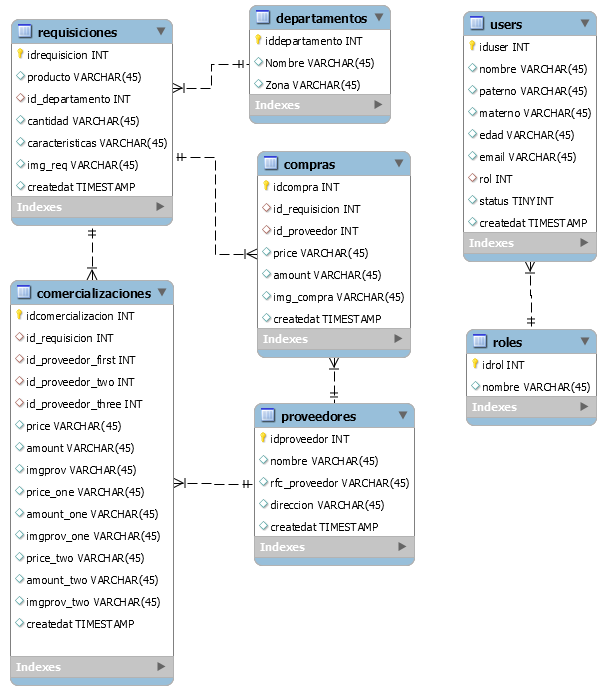 requisiciones
idrequisicion INT
producto VARCHAR(45)
id_departamento INT
cantidad VARCHAR(45)
caracteristicas VARCHAR(45)
img_req VARCHAR(45)
createdat TIMESTAMP
Indexes
departamentos
iddepartamento INT
Nombre VARCHAR(45)
Zona VARCHAR(45)
Indexes
users
iduser INT
nombre VARCHAR(45)
paterno VARCHAR(45)
materno VARCHAR(45)
edad VARCHAR(45)
email VARCHAR(45)
rol INT
status TINYINT
createdat TIMESTAMP
Indexes
compras
idcompra INT
id_requisicion INT
id_proveedor INT
price VARCHAR(45)
amount VARCHAR(45)
img_compra VARCHAR(45)
createdat TIMESTAMP
Indexes
comercializaciones
idcomercializacion INT
id_requisicion INT
id_proveedor_first INT
id_proveedor_two INT
id_proveedor_three INT
price VARCHAR(45)
amount VARCHAR(45)
imgprov VARCHAR(45)
price_one VARCHAR(45)
amount_one VARCHAR(45)
imgprov_one VARCHAR(45)
price_two VARCHAR(45)
amount_two VARCHAR(45)
imgprov_two VARCHAR(45)
createdat TIMESTAMP
Indexes
roles
idrol INT
nombre VARCHAR(45)
Indexes
proveedores
idproveedor INT
nombre VARCHAR(45)
rfc_proveedor VARCHAR(45)
direccion VARCHAR(45)
createdat TIMESTAMP
Indexes